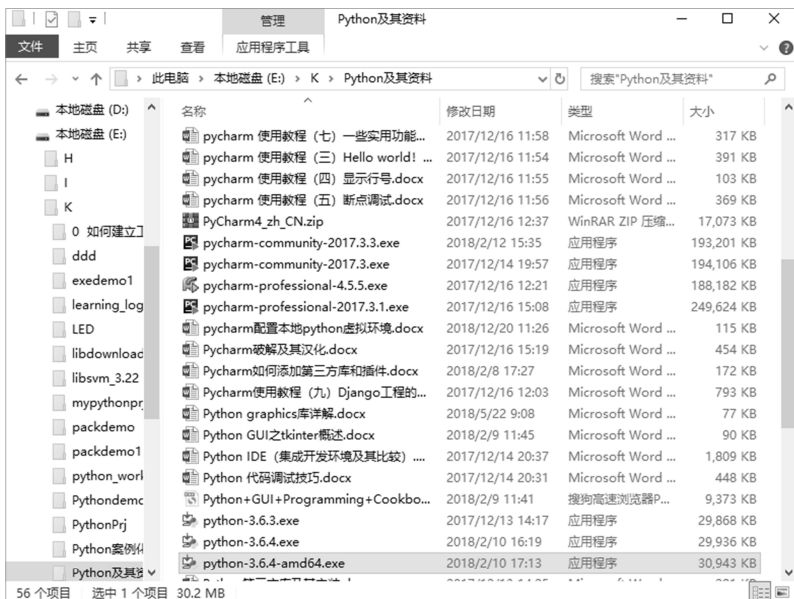 管理 Python及其资料
文件 主页 共享 查看 应用程序工具
此电脑 › 本地磁盘 (E:) › K › Python及其资料 搜索"Python及其资料"
本地磁盘 (D:)
本地磁盘 (E:)
H
I
K
0 如何建立工
ddd
exedemo1
learning_log
LED
libdownload
libsvm_3.22
mypythonprj
packdemo
packdemo1
python_work
Pythondemo
PythonPrj
Python案例
Python及其资
名称 修改日期 类型 大小
pycharm 使用教程（七）一些实用功能... 2017/12/16 11:58 Microsoft Word ... 317 KB
pycharm 使用教程（三）Hello world！... 2017/12/16 11:54 Microsoft Word ... 391 KB
pycharm 使用教程（四）显示行号.docx 2017/12/16 11:55 Microsoft Word ... 103 KB
pycharm 使用教程（五）断点调试.docx 2017/12/16 11:56 Microsoft Word ... 369 KB
PyCharm4_zh_CN.zip 2017/12/16 12:37 WinRAR ZIP 压缩... 17,073 KB
pycharm-community-2017.3.3.exe 2018/2/12 15:35 应用程序 193,201 KB
pycharm-community-2017.3.exe 2017/12/14 19:57 应用程序 194,106 KB
pycharm-professional-4.5.5.exe 2017/12/16 12:21 应用程序 188,182 KB
pycharm-professional-2017.3.1.exe 2017/12/16 15:08 应用程序 249,624 KB
pycharm配置本地python虚拟环境.docx 2018/12/20 11:26 Microsoft Word ... 115 KB
Pycharm破解及其汉化.docx 2017/12/16 15:19 Microsoft Word ... 454 KB
Pycharm如何添加第三方库和插件.docx 2018/2/8 17:27 Microsoft Word ... 172 KB
Pycharm使用教程（九）Django工程的... 2017/12/16 12:03 Microsoft Word ... 793 KB
Python graphics库详解.docx 2018/5/22 9:08 Microsoft Word ... 77 KB
Python GUI之tkinter概述.docx 2018/2/9 11:45 Microsoft Word ... 90 KB
Python IDE（集成开发环境及其比较）.... 2017/12/14 20:37 Microsoft Word ... 1,809 KB
Python 代码调试技巧.docx 2017/12/14 20:31 Microsoft Word ... 448 KB
Python+GUI+Programming+Cookbo... 2018/2/9 11:41 搜狗高速浏览器P... 9,373 KB
python-3.6.3.exe 2017/12/13 14:17 应用程序 29,868 KB
python-3.6.4.exe 2018/2/10 16:19 应用程序 29,936 KB
python-3.6.4-amd64.exe 2018/2/10 17:13 应用程序 30,943 KB
56 个项目 选中 1 个项目 30.2 MB